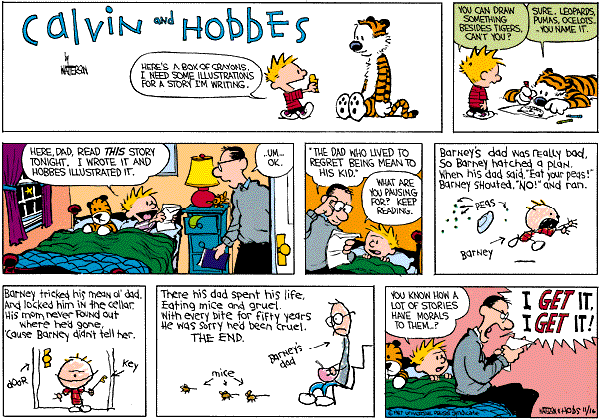 Calvin and Hobbes
by
WATTERSON
HERE'S A BOX OF CRAYONS.
I NEED SOME ILLUSTRATIONS
FOR A STORY I'M WRITING.
YOU CAN DRAW
SOMETHING
BESIDES TIGERS,
CAN'T YOU?
SURE. LEOPARDS,
PUMAS, OCELOTS..
..YOU NAME IT.
HERE, DAD, READ THIS STORY
TONIGHT. I WROTE IT AND
HOBBES ILLUSTRATED IT.
..UM...
OK..
"THE DAD WHO LIVED TO
REGRET BEING MEAN TO
HIS KID."
WHAT ARE
YOU PAUSING
FOR? KEEP
READING.
Barney's dad was really bad,
So Barney hatched a plan.
When his dad said, "Eat your peas!"
Barney shouted, "NO!" and ran.
PEAS
BARNEY
Barney tricked his mean ol' dad,
And locked him in the cellar.
His mom never found out
where he'd gone,
'Cause Barney didn't tell her.
DOOR
KEY
There his dad spent his life,
Eating mice and gruel.
With every bite for fifty years
He was sorry he'd been cruel.
THE END.
mice
Barney's
dad
YOU KNOW HOW A
LOT OF STORIES
HAVE MORALS
TO THEM..?
I GET IT,
I GET IT!